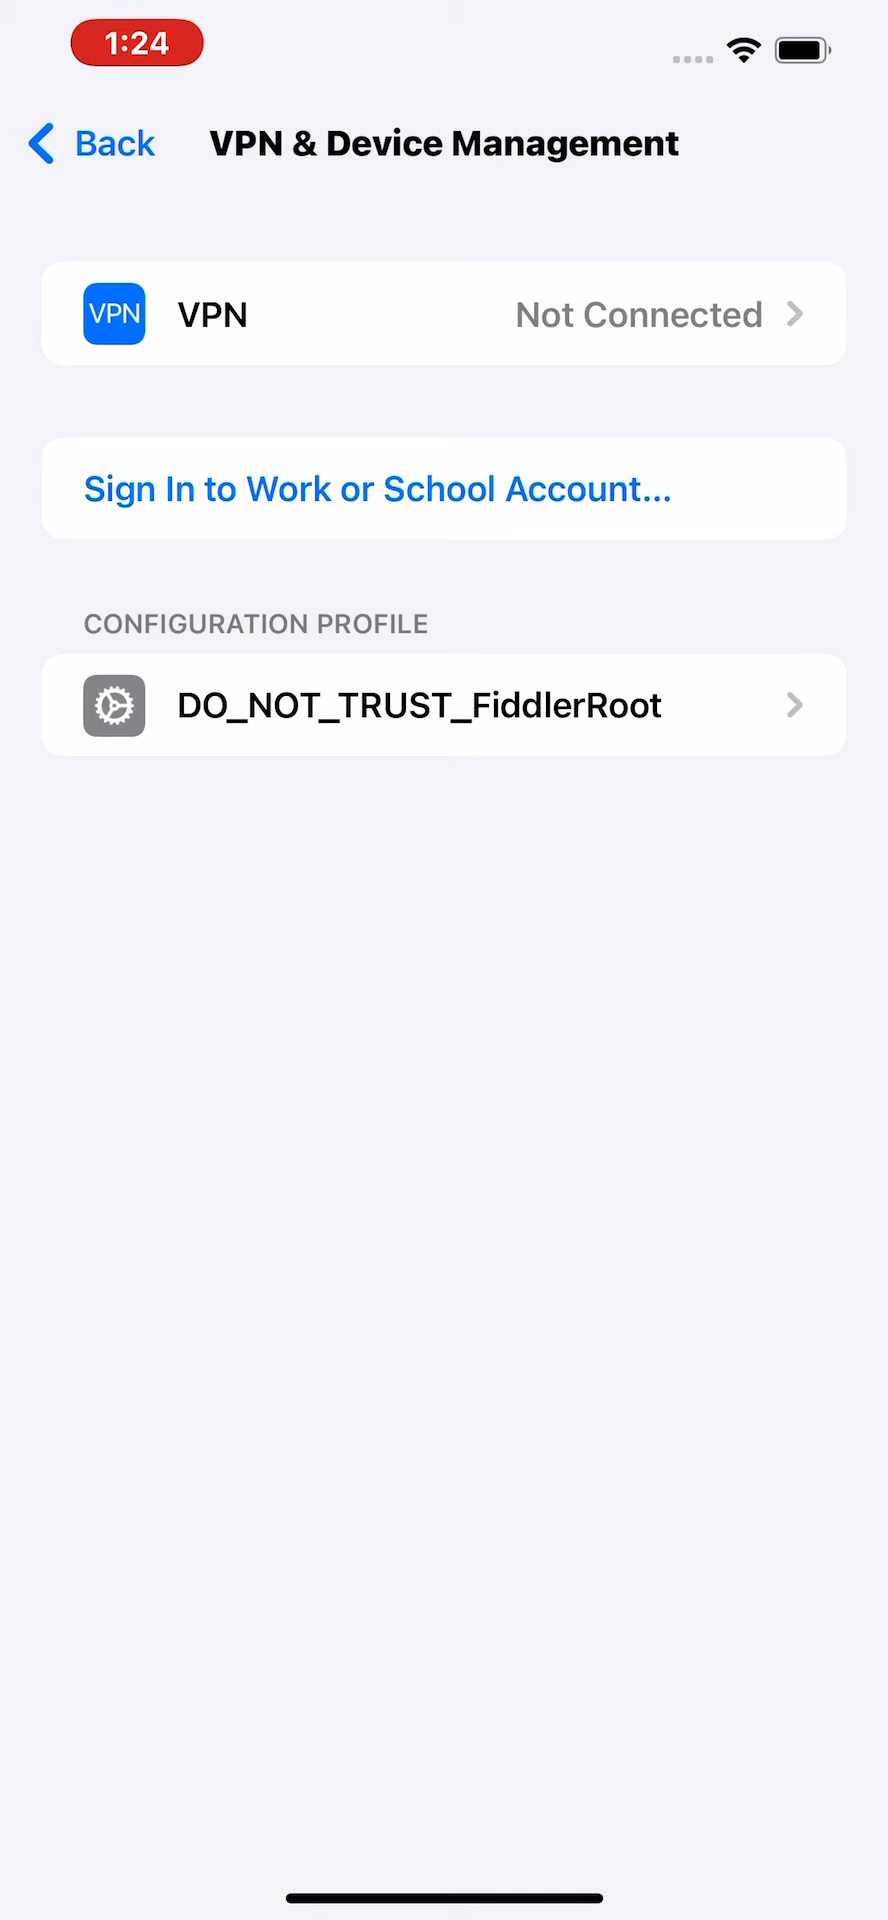 1:24
Back
VPN & Device Management
VPN
VPN
Not Connected
Sign In to Work or School Account...
CONFIGURATION PROFILE
DO_NOT_TRUST_FiddlerRoot